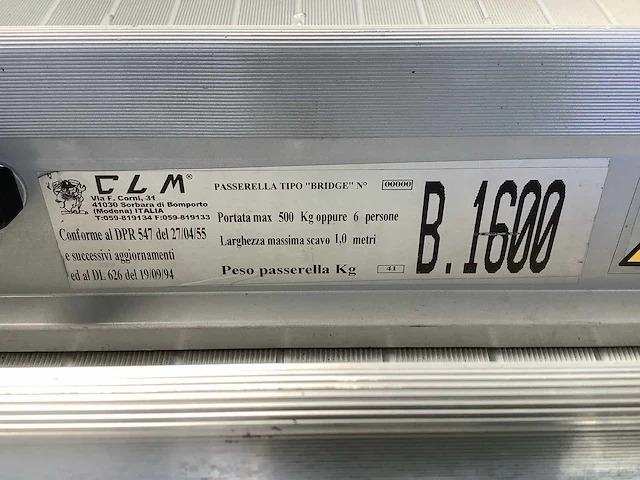 CLM®
Via F. Corni, 31
41030 Sorbara di Bomporto
(Modena) ITALIA
T:059-819134 F:059-819133
Conforme al DPR 547 del 27/04/55
e successivi aggiornamenti
ed al DL 626 del 19/09/94
PASSERELLA TIPO "BRIDGE" N° 00000
Portata max 500 Kg oppure 6 persone
Larghezza massima scavo 1,0 metri
Peso passerella Kg 41
B.1600